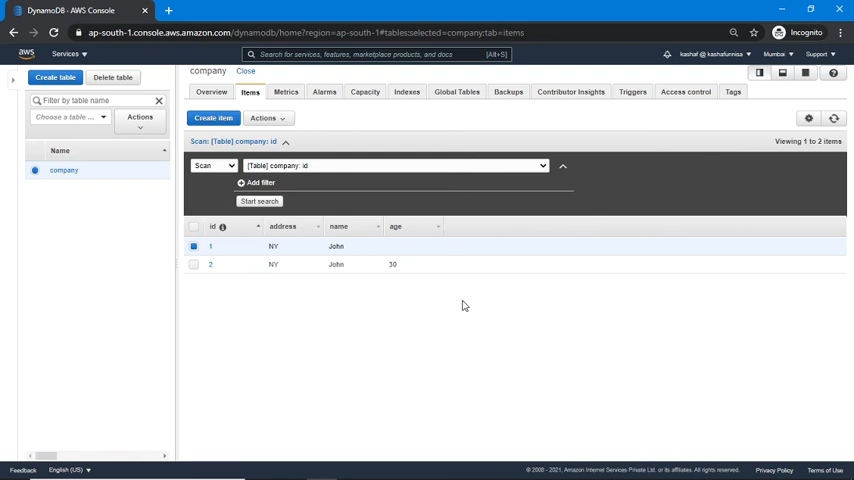 DynamoDB - AWS Console
ap-south-1.console.aws.amazon.com/dynamodb/home?region=ap-south-1#tables:selected=company;tab=items
Incognito
aws Services Search for services, features, marketplace products, and docs [Alt+S] kashaf @ kashafunnisa Mumbai Support
Create table Delete table
company Close
Filter by table name
Choose a table ... Actions
Overview Items Metrics Alarms Capacity Indexes Global Tables Backups Contributor Insights Triggers Access control Tags
Create item Actions
Name
company
Scan: [Table] company: id Viewing 1 to 2 items
Scan [Table] company: id
Add filter
Start search
id address name age
1 NY John
2 NY John 30
Feedback English (US) © 2008 - 2021, Amazon Internet Services Private Ltd. or its affiliates. All rights reserved. Privacy Policy Terms of Use